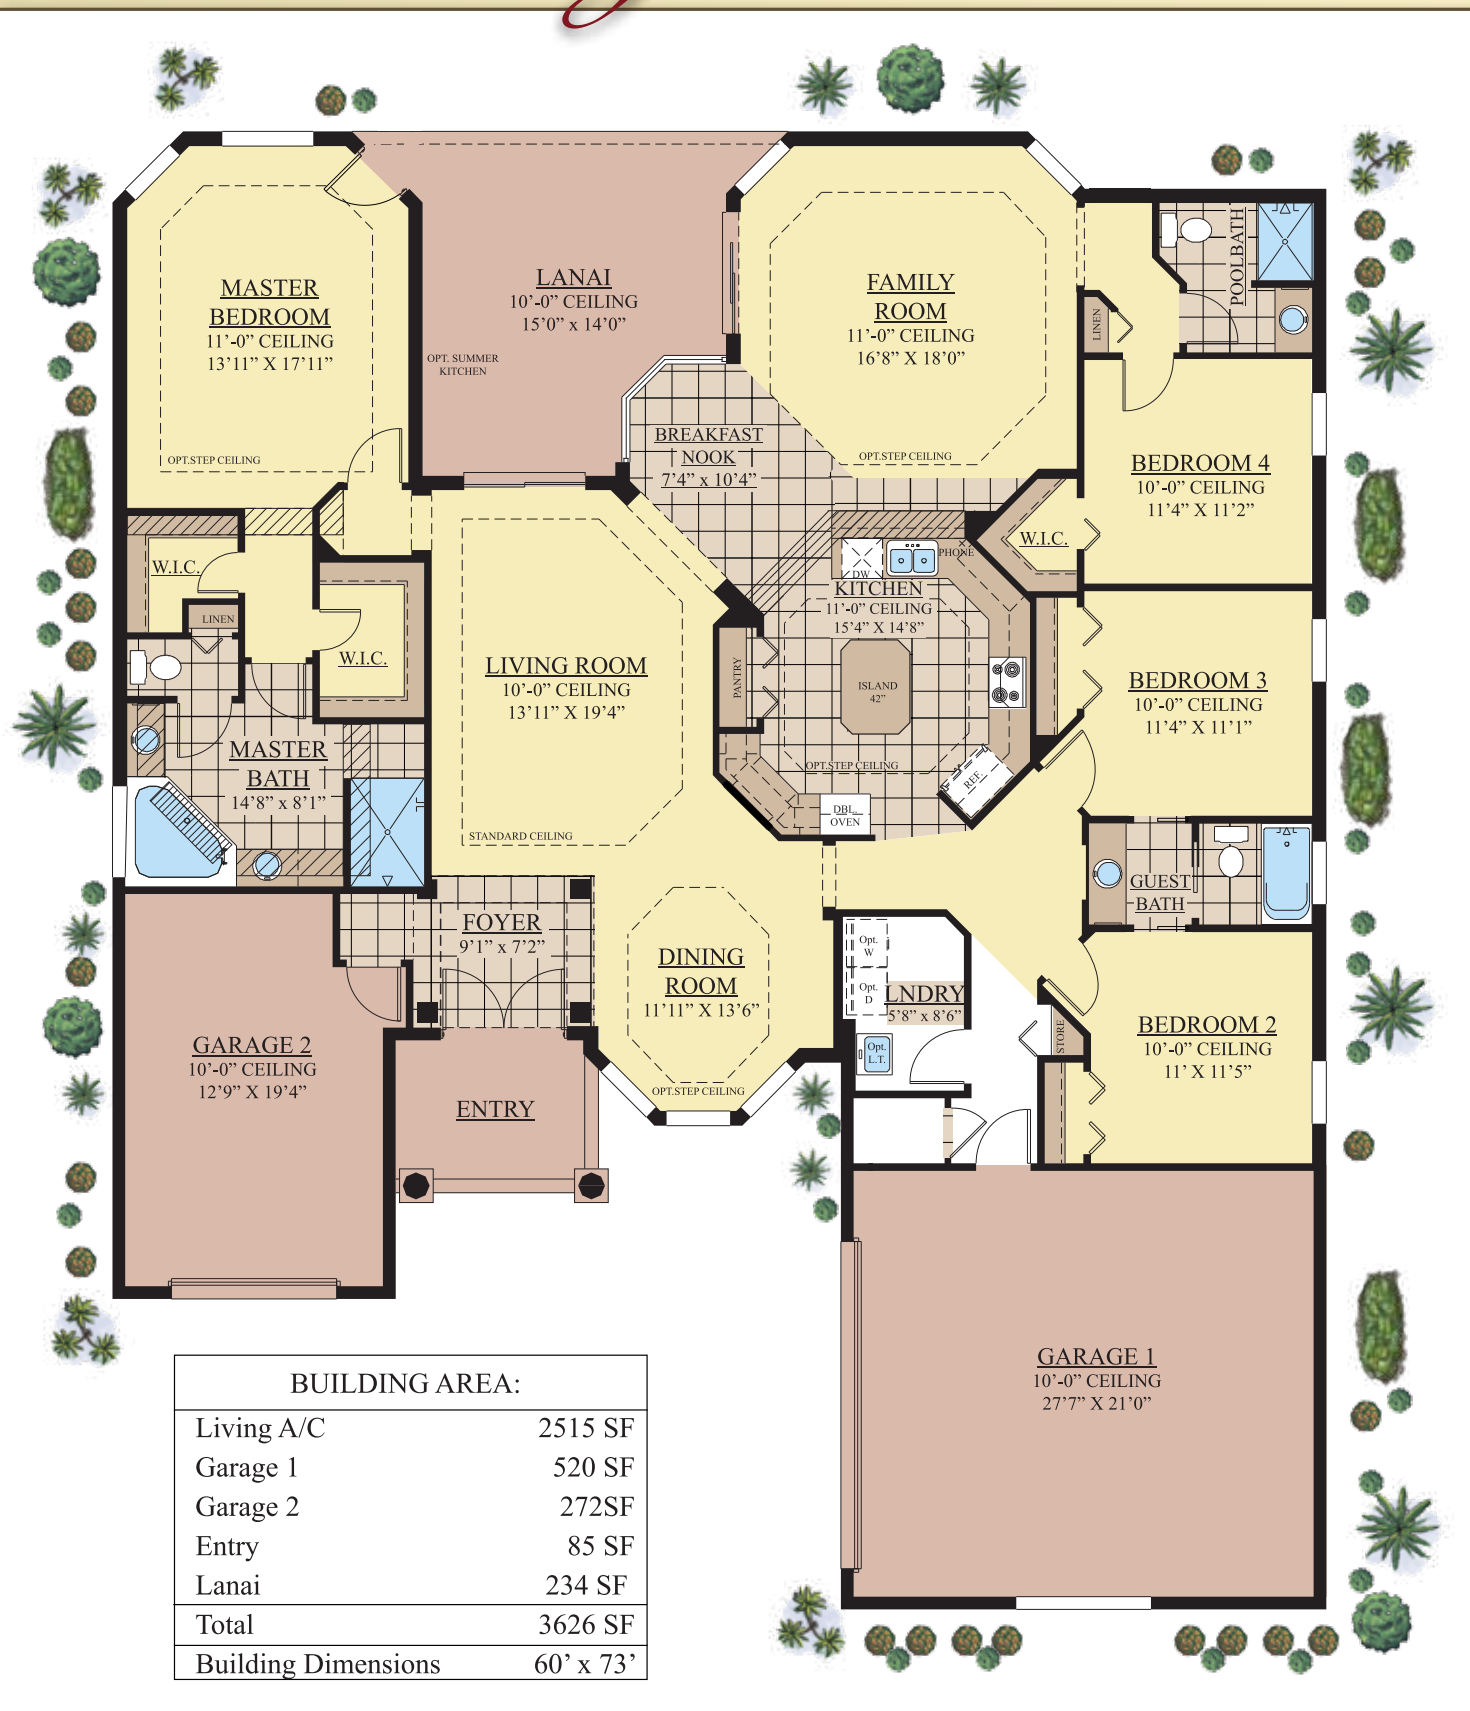 MASTER
BEDROOM
11'-0” CEILING
13'11” X 17'11”
OPT.STEP CEILING
LANAI
10'-0” CEILING
15'0” x 14'0”
OPT. SUMMER
KITCHEN
FAMILY
ROOM
11'-0” CEILING
16'8” X 18'0”
OPT.STEP CEILING
POOLBATH
LINEN
BREAKFAST
NOOK
7'4” x 10'4”
BEDROOM 4
10'-0” CEILING
11'4” X 11'2”
W.I.C.
W.I.C.
LINEN
W.I.C.
PHONE
DW
KITCHEN
11'-0” CEILING
15'4” X 14'8”
PANTRY
ISLAND
42”
OPT.STEP CEILING
REF.
DBL.
OVEN
LIVING ROOM
10'-0” CEILING
13'11” X 19'4”
STANDARD CEILING
BEDROOM 3
10'-0” CEILING
11'4” X 11'1”
MASTER
BATH
14'8” x 8'1”
GUEST
BATH
FOYER
9'1” x 7'2”
DINING
ROOM
11'11” X 13'6”
OPT.STEP CEILING
Opt.
W
Opt.
D
LNDRY
5'8” x 8'6”
Opt.
L.T.
STORE
BEDROOM 2
10'-0” CEILING
11' X 11'5”
GARAGE 2
10'-0” CEILING
12'9” X 19'4”
ENTRY
GARAGE 1
10'-0” CEILING
27'7” X 21'0”
BUILDING AREA:
Living A/C 2515 SF
Garage 1 520 SF
Garage 2 272SF
Entry 85 SF
Lanai 234 SF
Total 3626 SF
Building Dimensions 60' x 73'